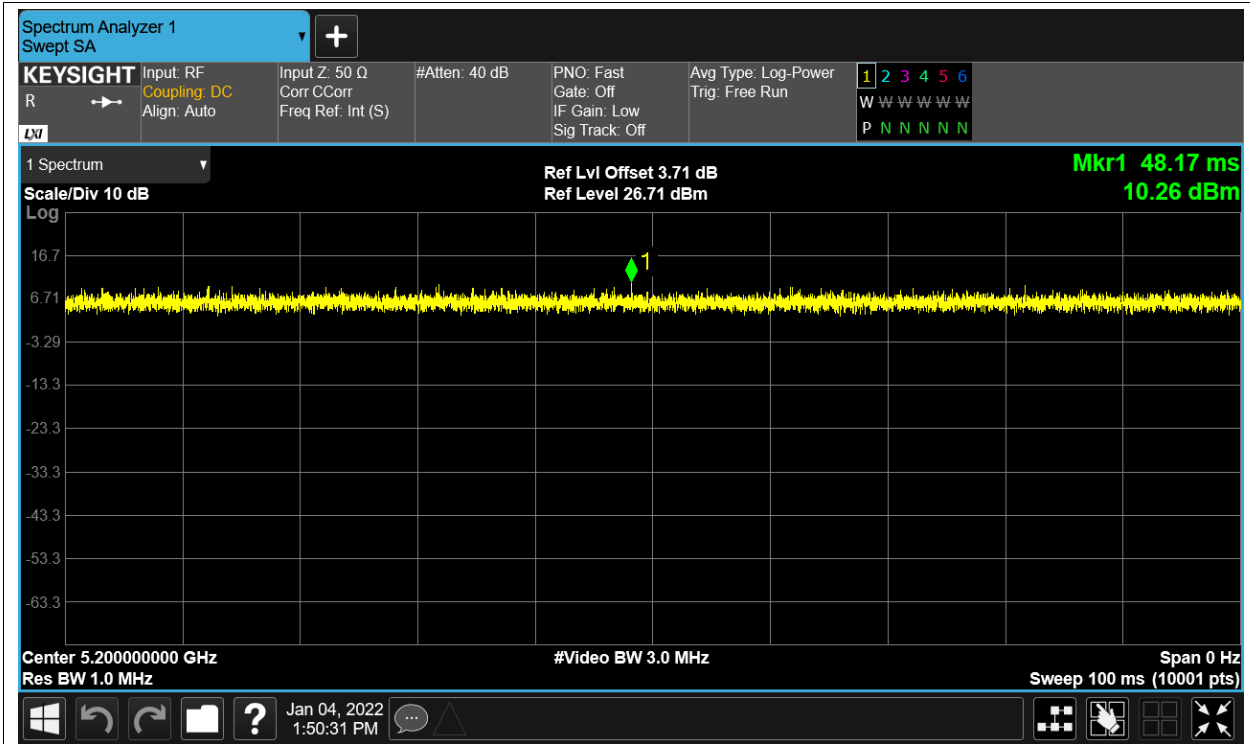 Spectrum Analyzer 1
Swept SA
+
KEYSIGHT
R
LXI
Input: RF
Coupling: DC
Align: Auto
Input Z: 50 Ω
Corr CCorr
Freq Ref: Int (S)
#Atten: 40 dB
PNO: Fast
Gate: Off
IF Gain: Low
Sig Track: Off
Avg Type: Log-Power
Trig: Free Run
1 2 3 4 5 6
W W W W W W
P N N N N N
1 Spectrum
Scale/Div 10 dB
Log
Ref Lvl Offset 3.71 dB
Ref Level 26.71 dBm
Mkr1 48.17 ms
10.26 dBm
1
16.7
6.71
-3.29
-13.3
-23.3
-33.3
-43.3
-53.3
-63.3
Center 5.200000000 GHz
Res BW 1.0 MHz
#Video BW 3.0 MHz
Span 0 Hz
Sweep 100 ms (10001 pts)
?
Jan 04, 2022
1:50:31 PM